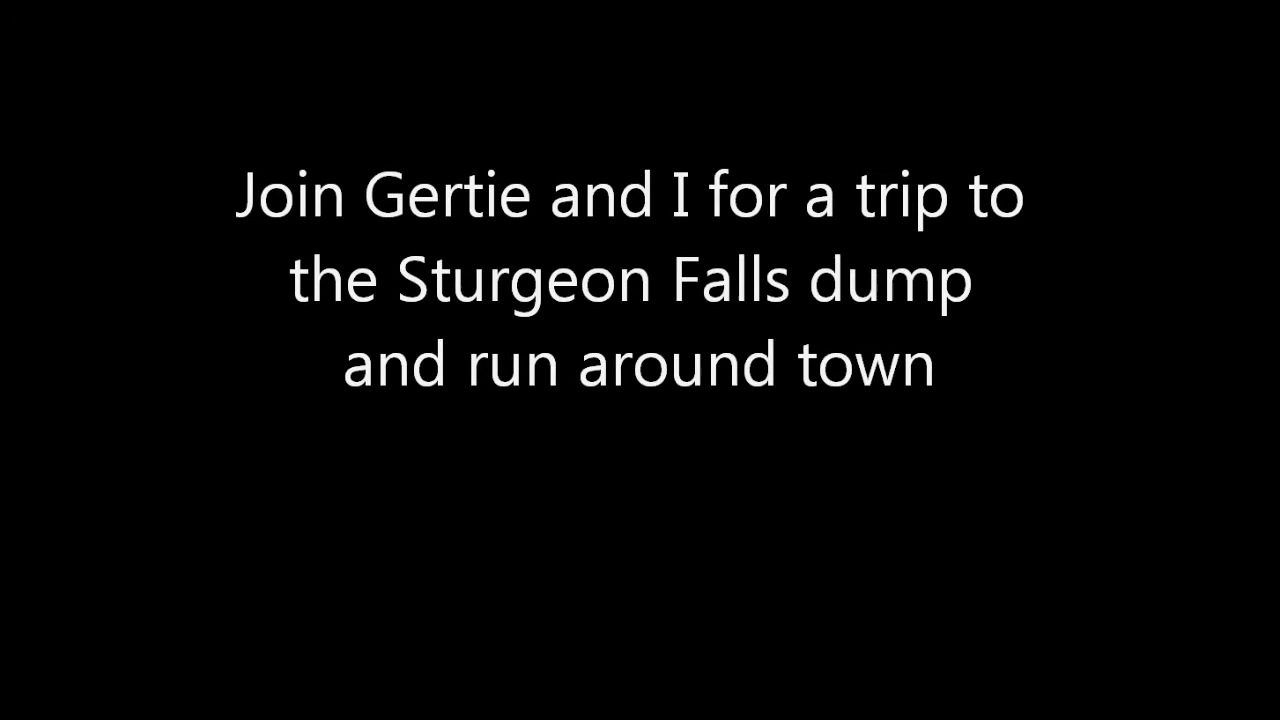 Join Gertie and I for a trip to
the Sturgeon Falls dump
and run around town